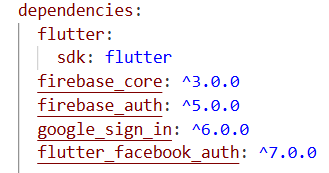 dependencies:
  flutter:
    sdk: flutter
  firebase_core: ^3.0.0
  firebase_auth: ^5.0.0
  google_sign_in: ^6.0.0
  flutter_facebook_auth: ^7.0.0